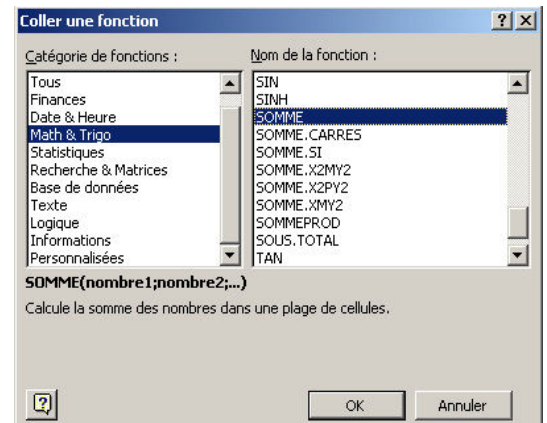 Coller une fonction
Catégorie de fonctions :
Nom de la fonction :
Tous
Finances
Date & Heure
Math & Trigo
Statistiques
Recherche & Matrices
Base de données
Texte
Logique
Informations
Personnalisées
SIN
SINH
SOMME
SOMME.CARRES
SOMME.SI
SOMME.X2MY2
SOMME.X2PY2
SOMME.XMY2
SOMMEPROD
SOUS.TOTAL
TAN
SOMME(nombre1;nombre2;...)
Calcule la somme des nombres dans une plage de cellules.
OK
Annuler